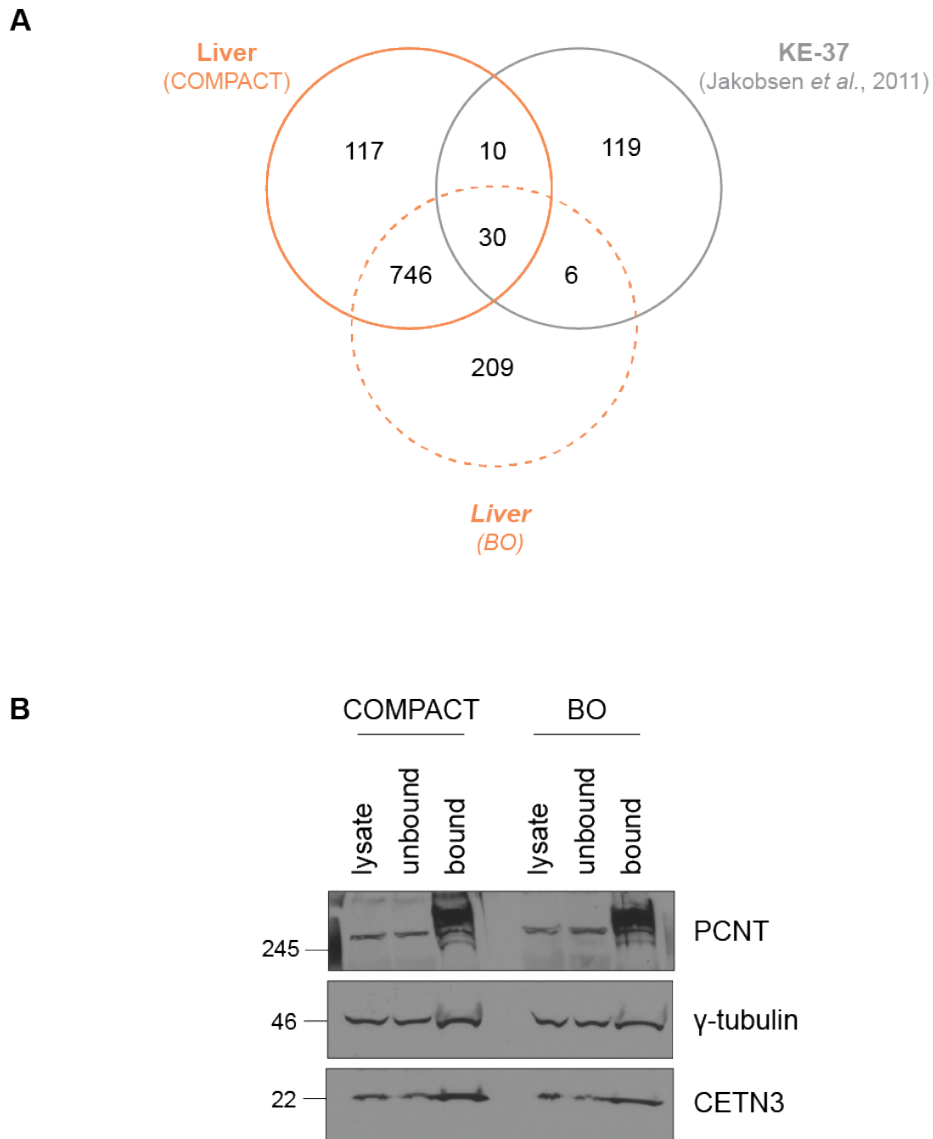 A
Liver
(COMPACT)
KE-37
(Jakobsen et al., 2011)
117
10
119
30
746
6
209
Liver
(BO)
B
COMPACT
BO
lysate
unbound
bound
lysate
unbound
bound
245
PCNT
46
γ-tubulin
22
CETN3